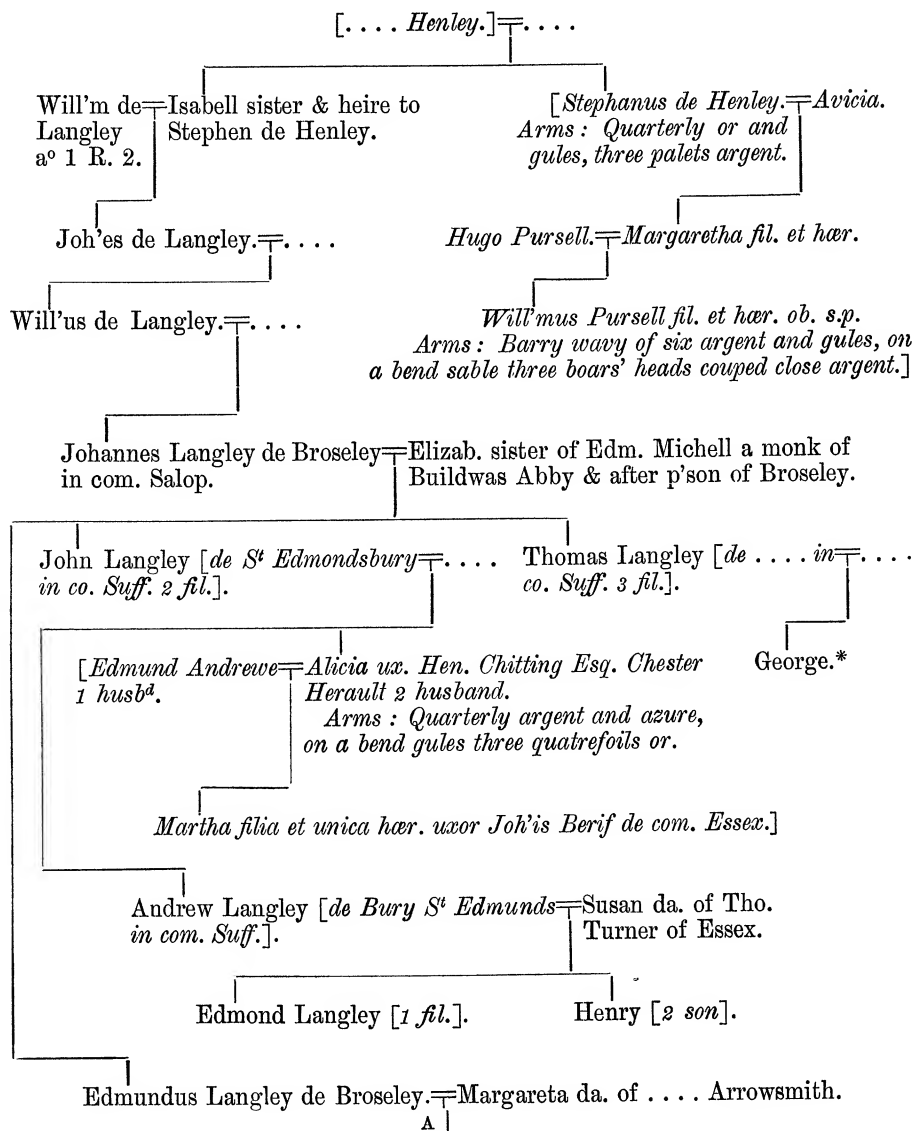 [. . . . Henley.]╤. . . .
Will'm de╤Isabell sister & heire to
Langley Stephen de Henley.
aº 1 R. 2.
[Stephanus de Henley.╤Avicia.
Arms : Quarterly or and
gules, three palets argent.
Joh'es de Langley.╤. . . .
Hugo Pursell.╤Margaretha fil. et hær.
Will'us de Langley.╤. . . .
Will'mus Pursell fil. et hær. ob. s.p.
Arms : Barry wavy of six argent and gules, on
a bend sable three boars' heads couped close argent.]
Johannes Langley de Broseley╤Elizab. sister of Edm. Michell a monk of
in com. Salop. Buildwas Abby & after p'son of Broseley.
John Langley [de Sᵗ Edmondsbury╤. . . .
in co. Suff. 2 fil.].
Thomas Langley [de . . . . in╤. . . .
co. Suff. 3 fil.].
[Edmund Andrewe╤Alicia ux. Hen. Chitting Esq. Chester
1 husbᵈ. Herault 2 husband.
Arms : Quarterly argent and azure,
on a bend gules three quatrefoils or.
George.*
Martha filia et unica hær. uxor Joh'is Berif de com. Essex.]
Andrew Langley [de Bury Sᵗ Edmunds╤Susan da. of Tho.
in com. Suff.]. Turner of Essex.
Edmond Langley [1 fil.].
Henry [2 son].
Edmundus Langley de Broseley.╤Margareta da. of . . . . Arrowsmith.
A